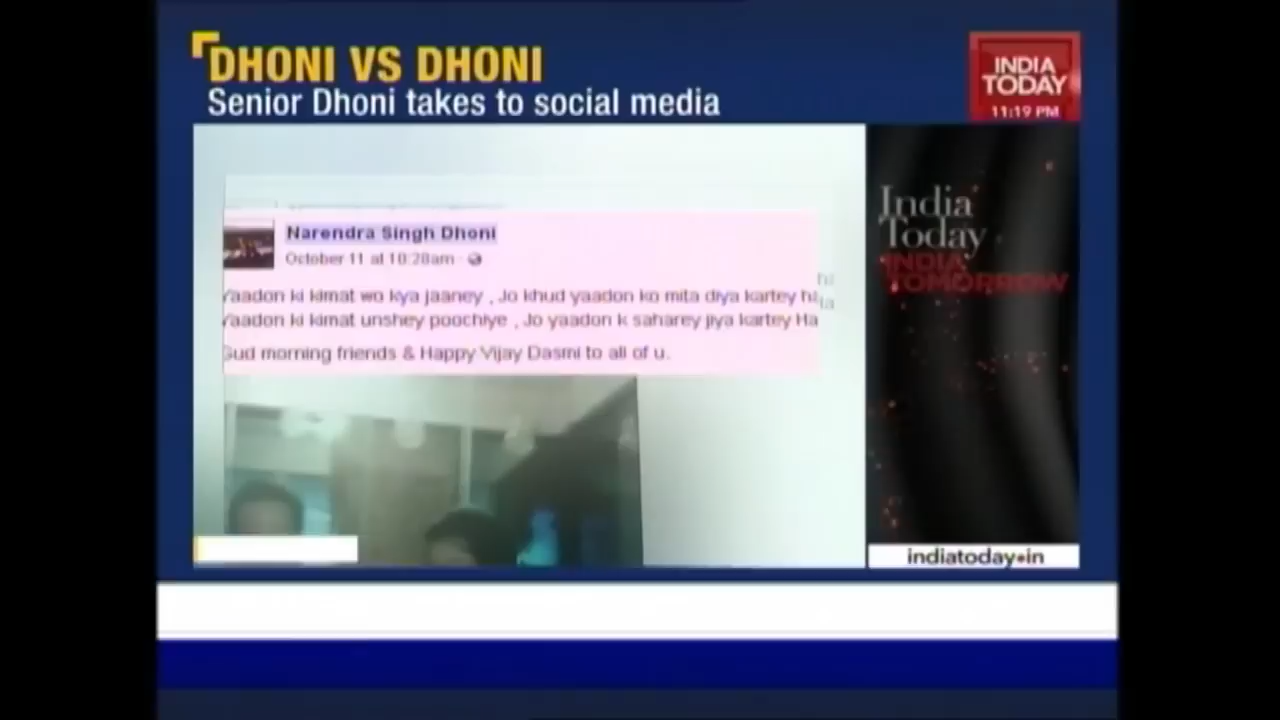 DHONI VS DHONI
Senior Dhoni takes to social media
INDIA
TODAY
11:19 PM
Narendra Singh Dhoni
October 11 at 10:28am
Yaadon ki kimat wo kya jaaney , Jo khud yaadon ko mita diya kartey ha
Yaadon ki kimat unshey poochiye , Jo yaadon k saharey jiya kartey Ha
Gud morning friends & Happy Vijay Dasmi to all of u.
India
Today
INDIA
TOMORROW
indiatoday.in